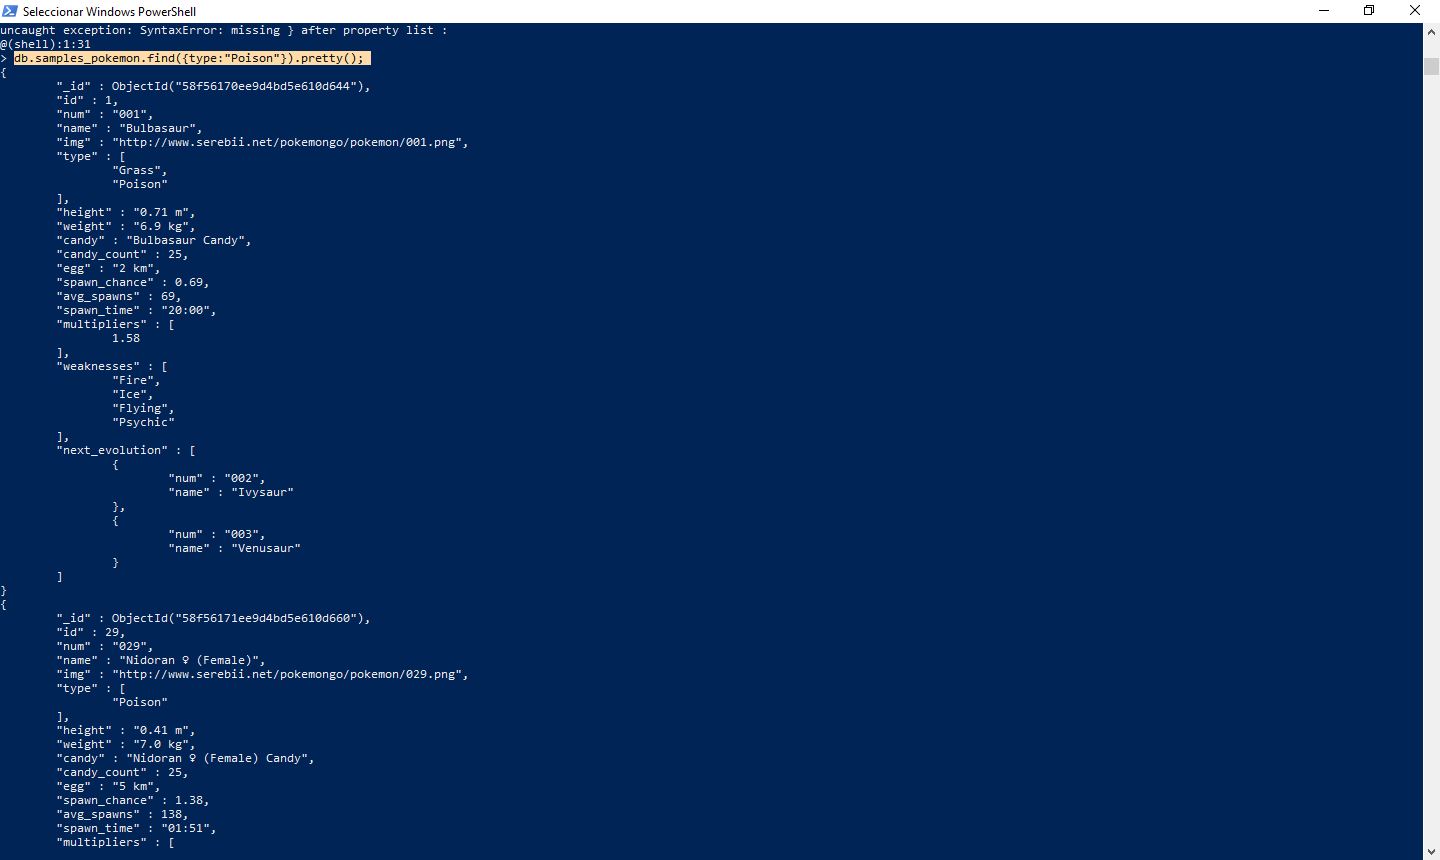 Seleccionar Windows PowerShell
uncaught exception: SyntaxError: missing } after property list :
@(shell):1:31
> db.samples_pokemon.find({type:"Poison"}).pretty();
{
        "_id" : ObjectId("58f56170ee9d4bd5e610d644"),
        "id" : 1,
        "num" : "001",
        "name" : "Bulbasaur",
        "img" : "http://www.serebii.net/pokemongo/pokemon/001.png",
        "type" : [
                "Grass",
                "Poison"
        ],
        "height" : "0.71 m",
        "weight" : "6.9 kg",
        "candy" : "Bulbasaur Candy",
        "candy_count" : 25,
        "egg" : "2 km",
        "spawn_chance" : 0.69,
        "avg_spawns" : 69,
        "spawn_time" : "20:00",
        "multipliers" : [
                1.58
        ],
        "weaknesses" : [
                "Fire",
                "Ice",
                "Flying",
                "Psychic"
        ],
        "next_evolution" : [
                {
                        "num" : "002",
                        "name" : "Ivysaur"
                },
                {
                        "num" : "003",
                        "name" : "Venusaur"
                }
        ]
}
{
        "_id" : ObjectId("58f56171ee9d4bd5e610d660"),
        "id" : 29,
        "num" : "029",
        "name" : "Nidoran ♀ (Female)",
        "img" : "http://www.serebii.net/pokemongo/pokemon/029.png",
        "type" : [
                "Poison"
        ],
        "height" : "0.41 m",
        "weight" : "7.0 kg",
        "candy" : "Nidoran ♀ (Female) Candy",
        "candy_count" : 25,
        "egg" : "5 km",
        "spawn_chance" : 1.38,
        "avg_spawns" : 138,
        "spawn_time" : "01:51",
        "multipliers" : [